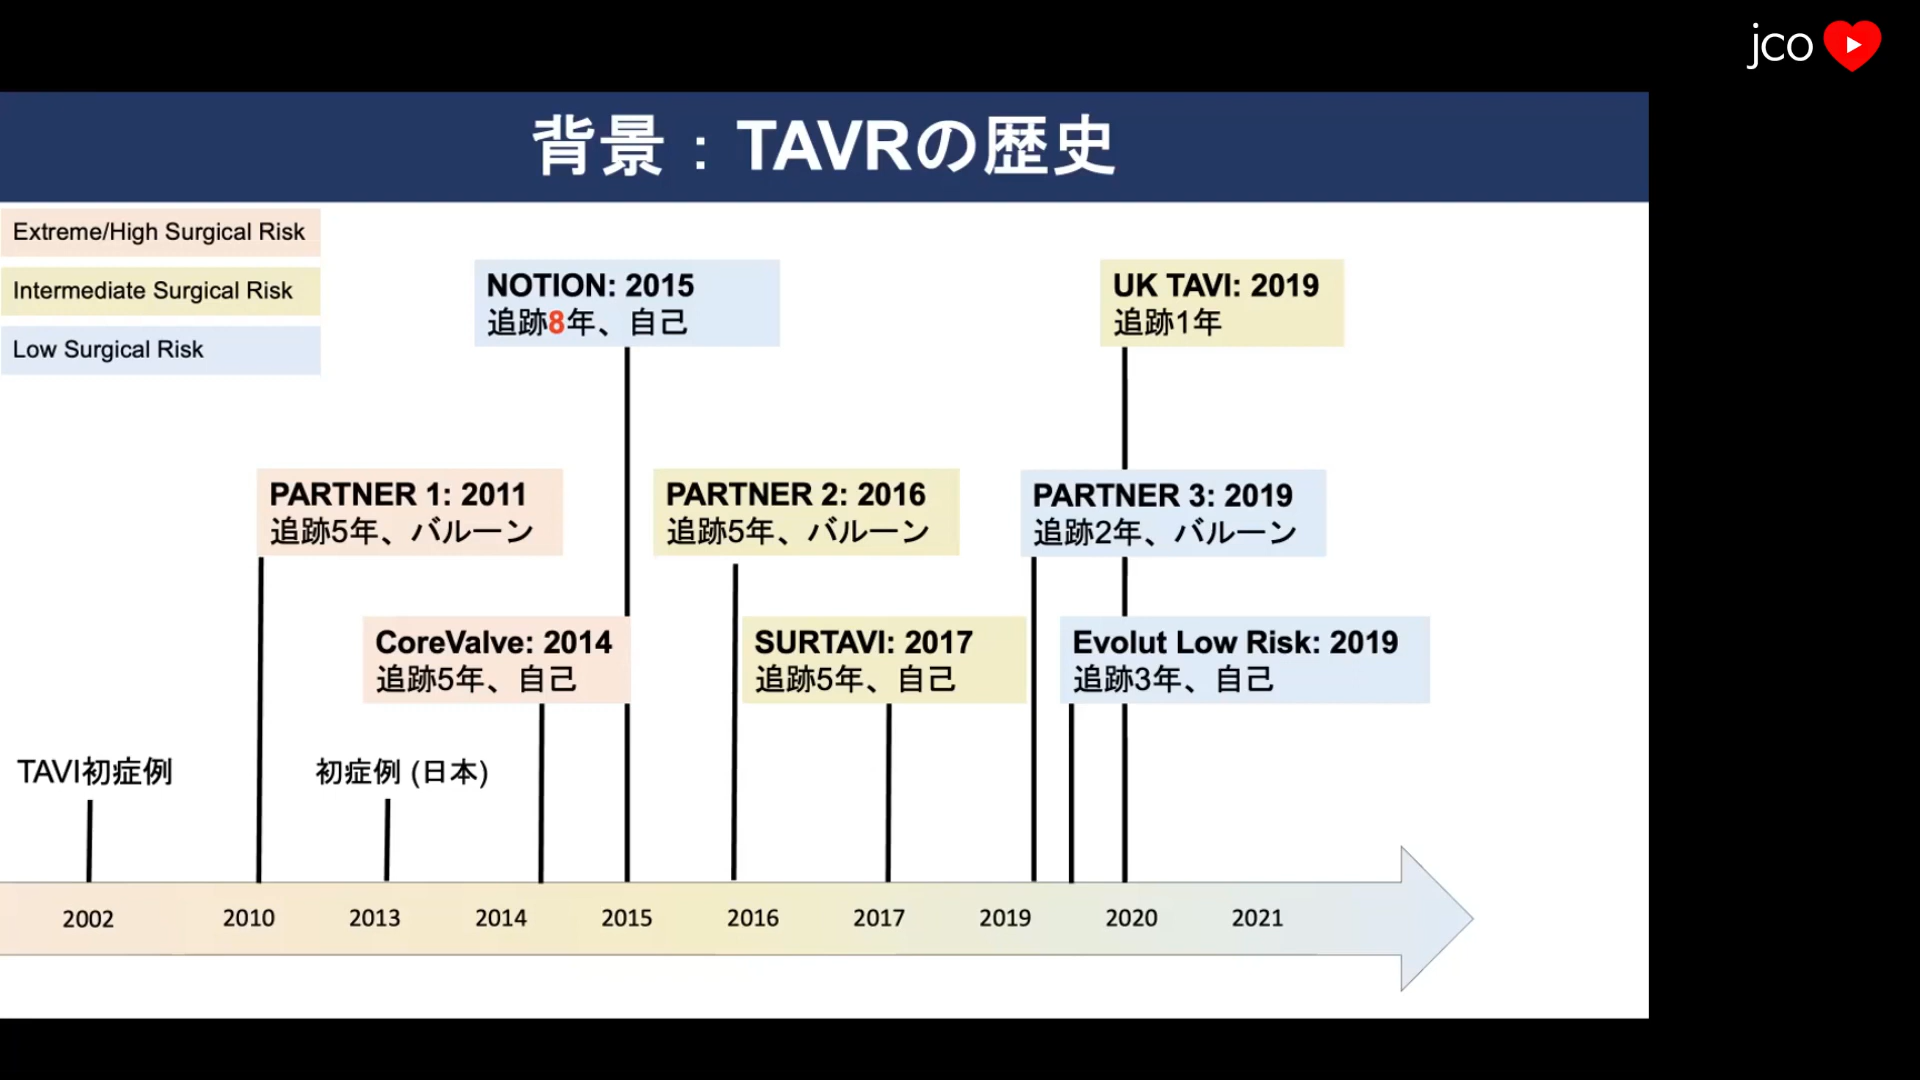 jco
背景：TAVRの歴史
Extreme/High Surgical Risk
Intermediate Surgical Risk
Low Surgical Risk
NOTION: 2015
追跡8年、自己
UK TAVI: 2019
追跡1年
PARTNER 1: 2011
追跡5年、バルーン
PARTNER 2: 2016
追跡5年、バルーン
PARTNER 3: 2019
追跡2年、バルーン
CoreValve: 2014
追跡5年、自己
SURTAVI: 2017
追跡5年、自己
Evolut Low Risk: 2019
追跡3年、自己
TAVI初症例
初症例 (日本)
2002 2010 2013 2014 2015 2016 2017 2019 2020 2021